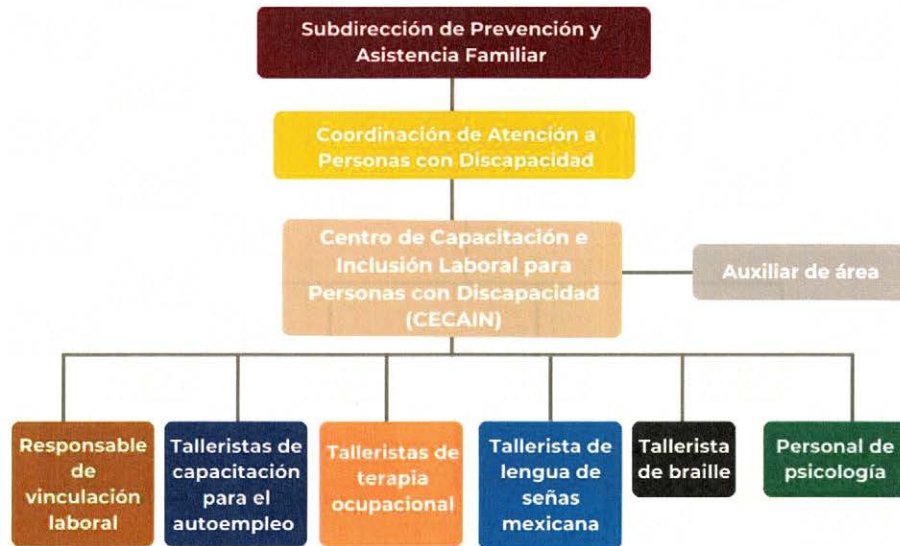 Subdirección de Prevención y
Asistencia Familiar
Coordinación de Atención a
Personas con Discapacidad
Centro de Capacitación e
Inclusión Laboral para
Personas con Discapacidad
(CECAIN)
Auxiliar de área
Responsable
de
vinculación
laboral
Talleristas de
capacitación
para el
autoempleo
Talleristas de
terapia
ocupacional
Tallerista de
lengua de
señas
mexicana
Tallerista
de braille
Personal de
psicología